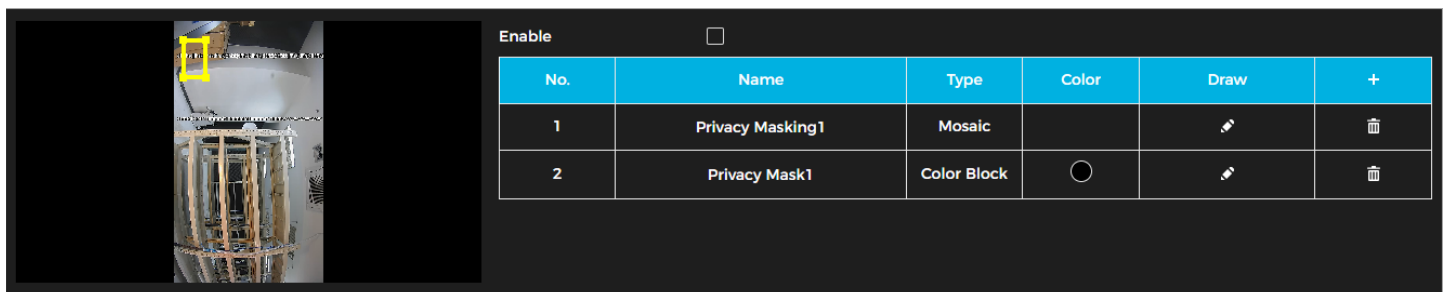 Enable
No. Name Type Color Draw +
1 Privacy Masking1 Mosaic
2 Privacy Mask1 Color Block